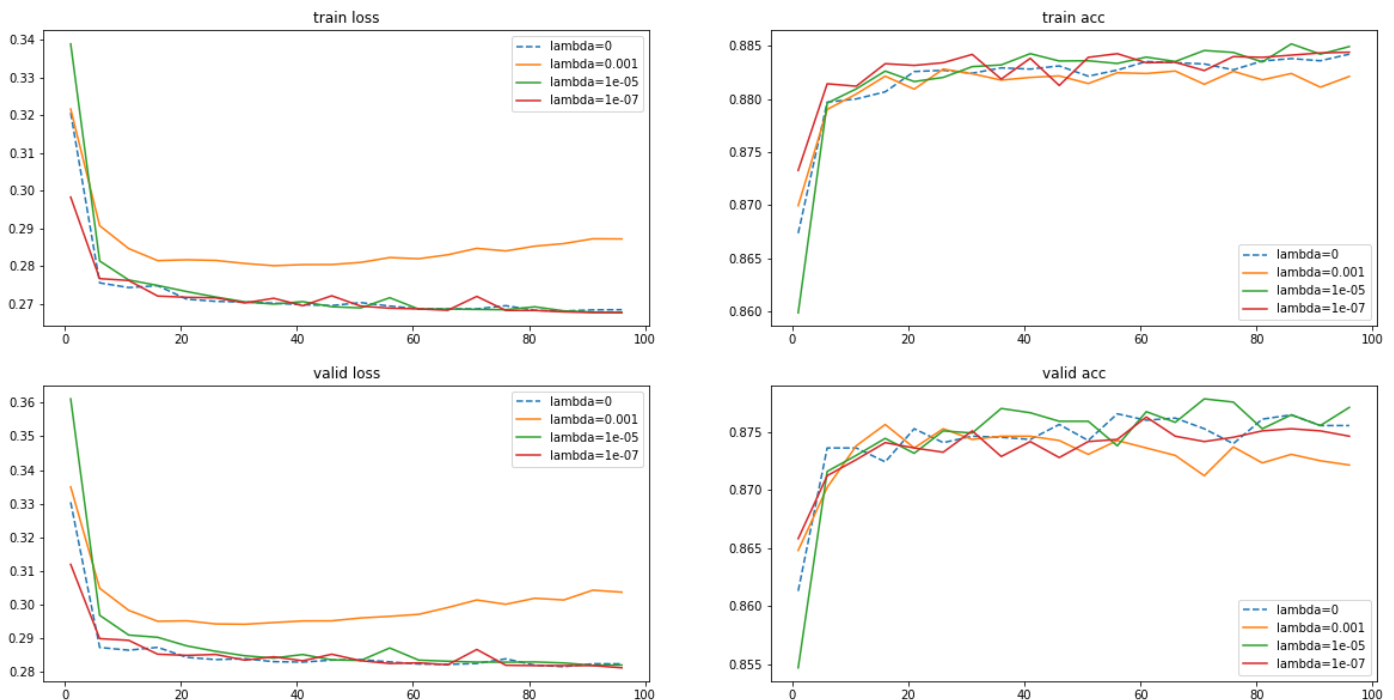 train loss
0.34
0.33
0.32
0.31
0.30
0.29
0.28
0.27
0 20 40 60 80 100
lambda=0
lambda=0.001
lambda=1e-05
lambda=1e-07
train acc
0.885
0.880
0.875
0.870
0.865
0.860
0 20 40 60 80 100
lambda=0
lambda=0.001
lambda=1e-05
lambda=1e-07
valid loss
0.36
0.35
0.34
0.33
0.32
0.31
0.30
0.29
0.28
0 20 40 60 80 100
lambda=0
lambda=0.001
lambda=1e-05
lambda=1e-07
valid acc
0.875
0.870
0.865
0.860
0.855
0 20 40 60 80 100
lambda=0
lambda=0.001
lambda=1e-05
lambda=1e-07